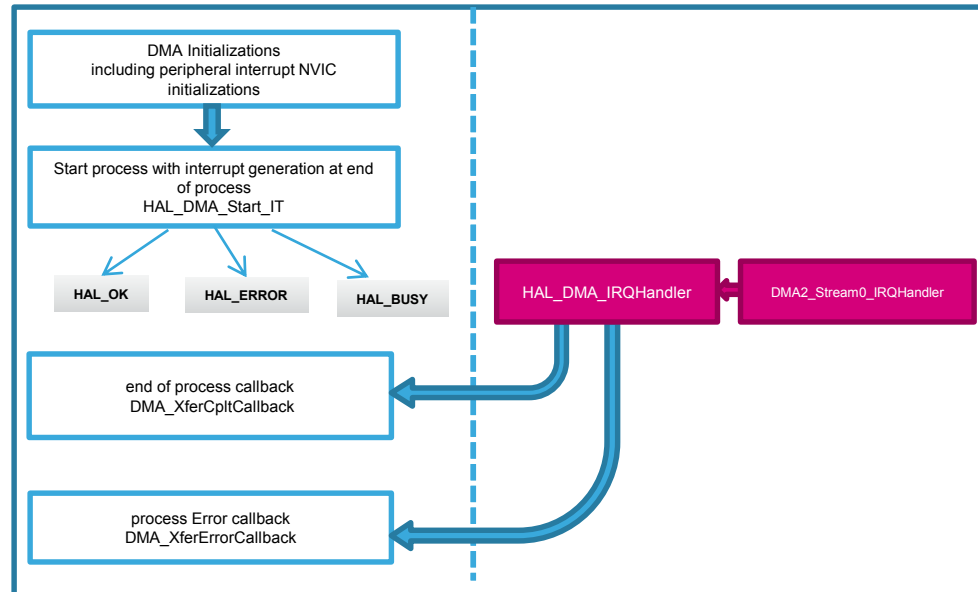 DMA Initializations
including peripheral interrupt NVIC
initializations
Start process with interrupt generation at end
of process
HAL_DMA_Start_IT
HAL_OK
HAL_ERROR
HAL_BUSY
HAL_DMA_IRQHandler
DMA2_Stream0_IRQHandler
end of process callback
DMA_XferCpltCallback
process Error callback
DMA_XferErrorCallback